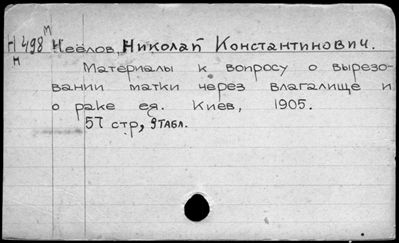 Н 498 м
н
Неёлов, Николай Константинович.
Материалы к вопросу о вырезо-
вании матки через влагалище и
о раке ея. Киев, 1905.
57 стр, 9 табл.